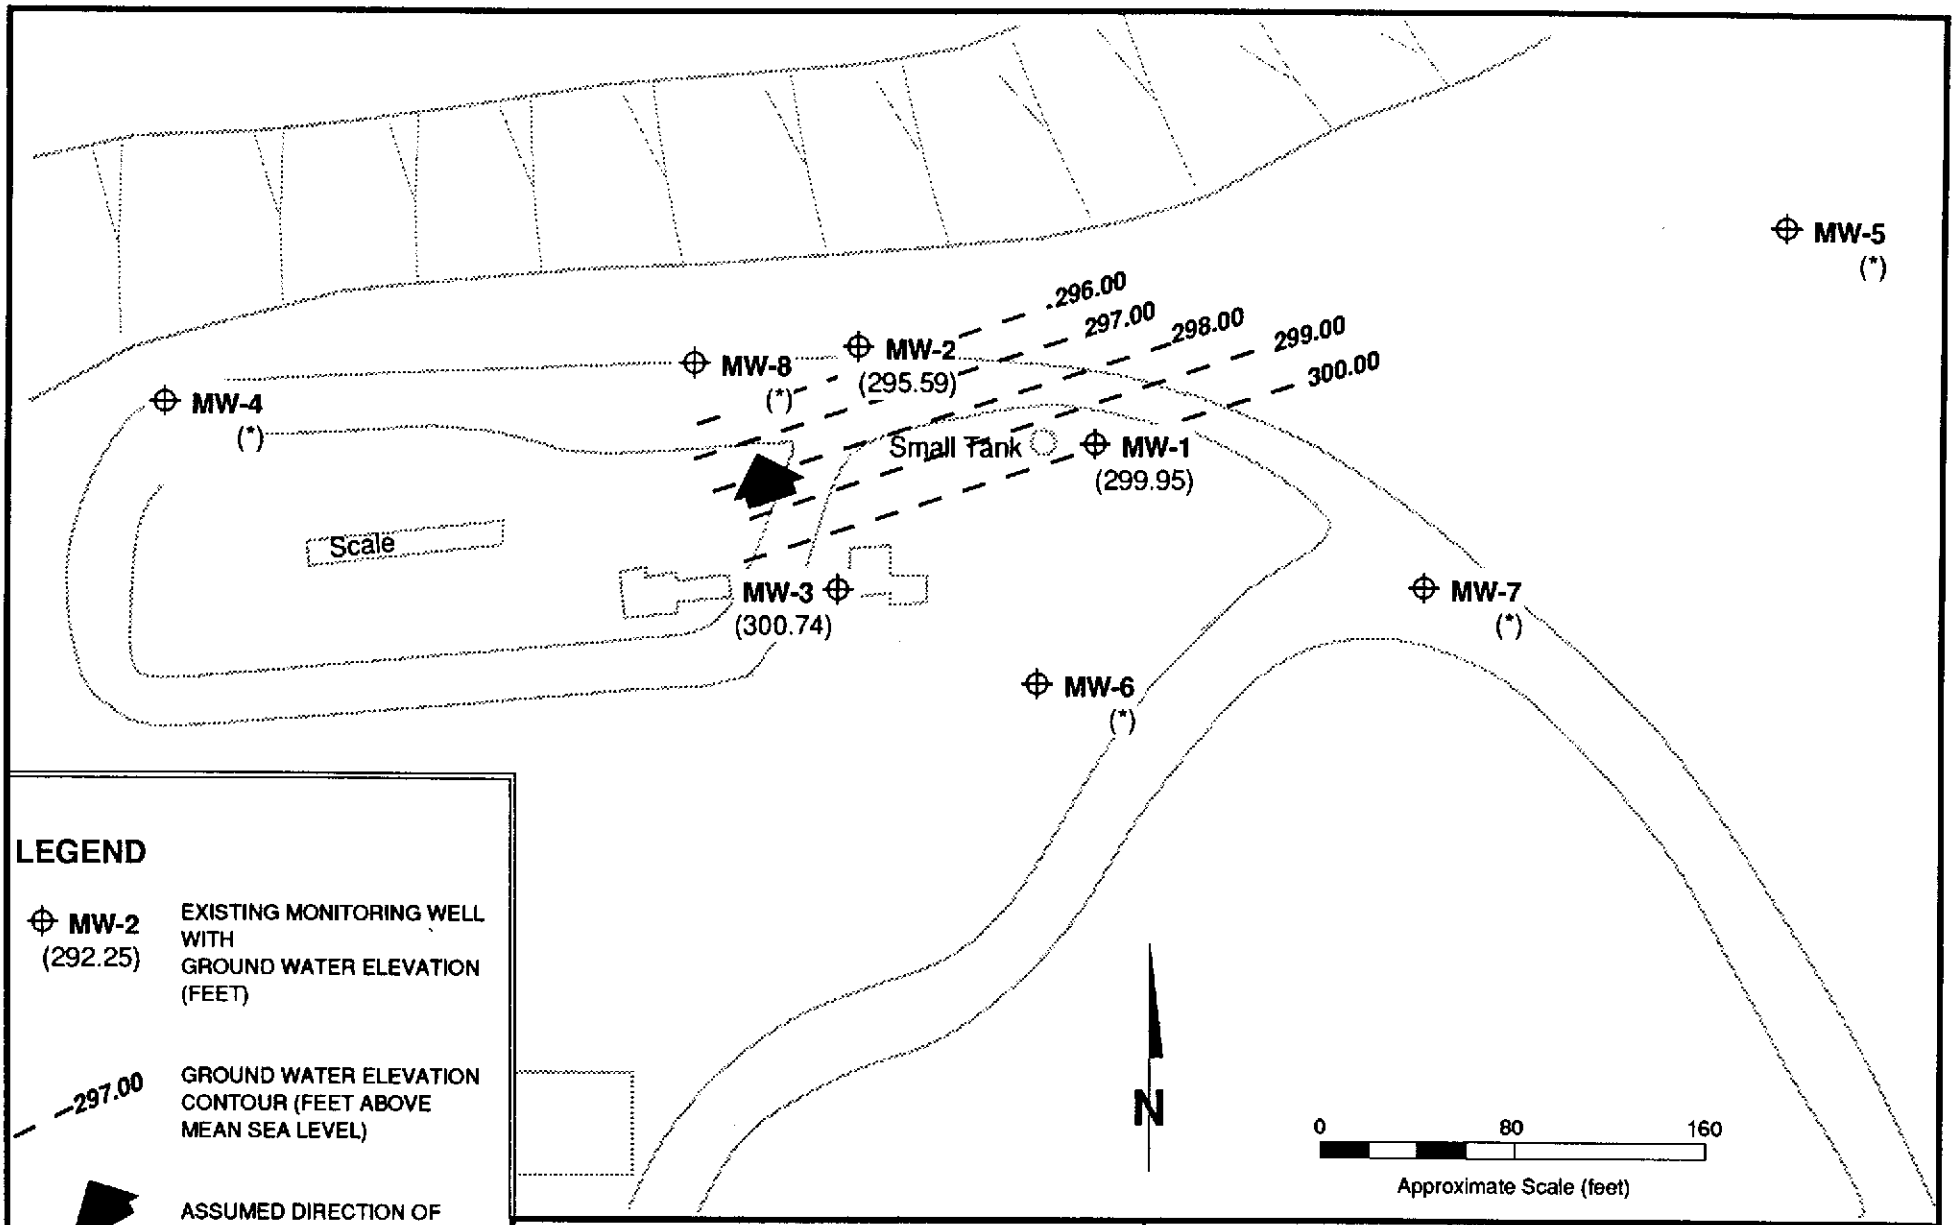 MW-5
(*)
296.00
297.00
298.00
299.00
300.00
MW-2
(295.59)
MW-8
(*)
MW-4
(*)
Small Tank
MW-1
(299.95)
Scale
MW-3
(300.74)
MW-7
(*)
MW-6
(*)
LEGEND
MW-2
(292.25)
EXISTING MONITORING WELL
WITH
GROUND WATER ELEVATION
(FEET)
297.00
GROUND WATER ELEVATION
CONTOUR (FEET ABOVE
MEAN SEA LEVEL)
ASSUMED DIRECTION OF
N
0 80 160
Approximate Scale (feet)